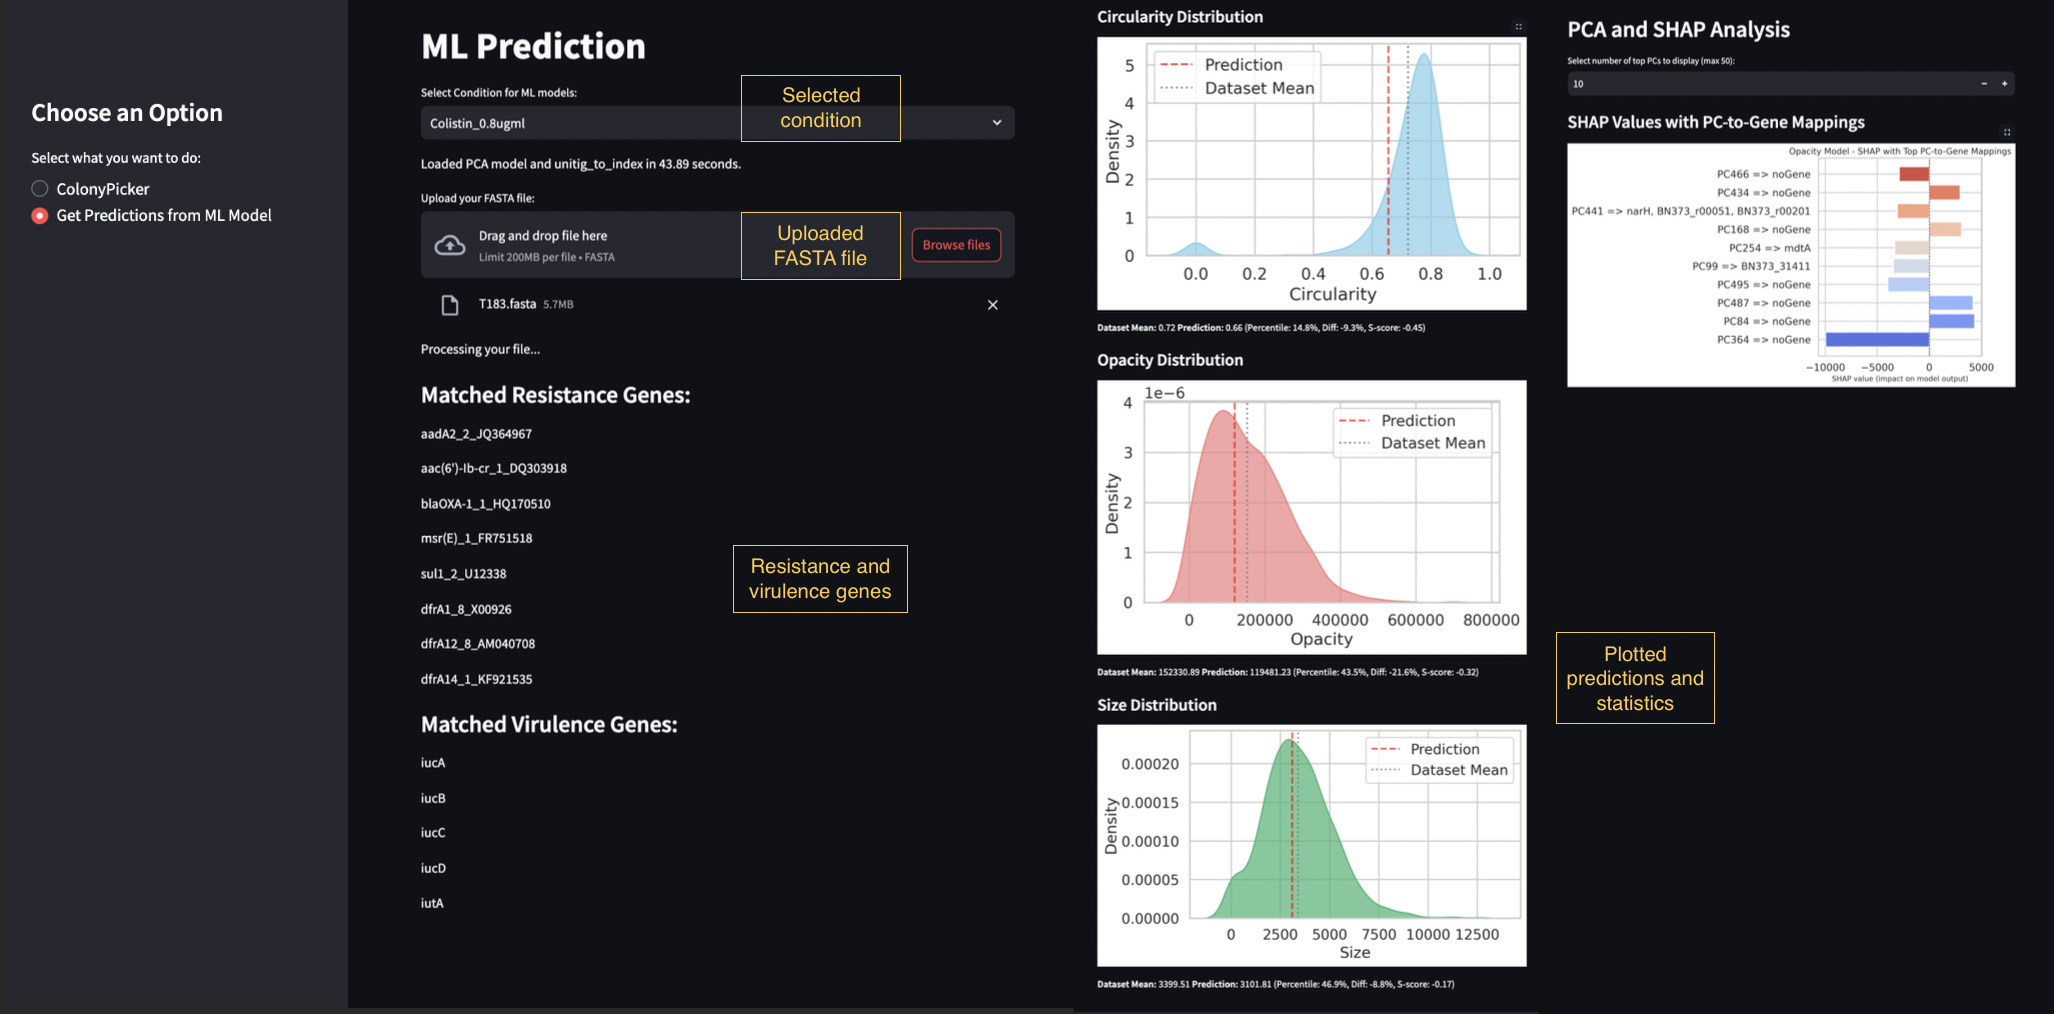 Choose an Option
Select what you want to do:
ColonyPicker
Get Predictions from ML Model
ML Prediction
Select Condition for ML models:
Colistin_0.8ugml
Selected
condition
Loaded PCA model and unitig_to_index in 43.89 seconds.
Upload your FASTA file:
Drag and drop file here
Limit 200MB per file • FASTA
Uploaded
FASTA file
Browse files
T183.fasta 5.7MB
Processing your file...
Matched Resistance Genes:
aadA2_2_JQ364967
aac(6')-Ib-cr_1_DQ303918
blaOXA-1_1_HQ170510
msr(E)_1_FR751518
sul1_2_U12338
dfrA1_8_X00926
dfrA12_8_AM040708
dfrA14_1_KF921535
Resistance and
virulence genes
Matched Virulence Genes:
iucA
iucB
iucC
iucD
iutA
Circularity Distribution
Prediction
Dataset Mean
5
4
3
2
1
0
Density
0.0 0.2 0.4 0.6 0.8 1.0
Circularity
Dataset Mean: 0.72 Prediction: 0.66 (Percentile: 14.8%, Diff: -9.3%, S-score: -0.45)
Opacity Distribution
1e−6
Prediction
Dataset Mean
4
3
2
1
0
Density
0 200000 400000 600000 800000
Opacity
Dataset Mean: 152330.89 Prediction: 119481.23 (Percentile: 43.5%, Diff: -21.6%, S-score: -0.32)
Size Distribution
Prediction
Dataset Mean
0.00020
0.00015
0.00010
0.00005
0.00000
Density
0 2500 5000 7500 10000 12500
Size
Dataset Mean: 3399.51 Prediction: 3101.81 (Percentile: 46.9%, Diff: -8.8%, S-score: -0.17)
PCA and SHAP Analysis
Select number of top PCs to display (max 50):
10
SHAP Values with PC-to-Gene Mappings
Opacity Model - SHAP with Top PC-to-Gene Mappings
PC466 => noGene
PC434 => noGene
PC441 => narH, BN373_r00051, BN373_r00201
PC168 => noGene
PC254 => mdtA
PC99 => BN373_31411
PC495 => noGene
PC487 => noGene
PC84 => noGene
PC364 => noGene
−10000 −5000 0 5000
SHAP value (impact on model output)
Plotted
predictions and
statistics